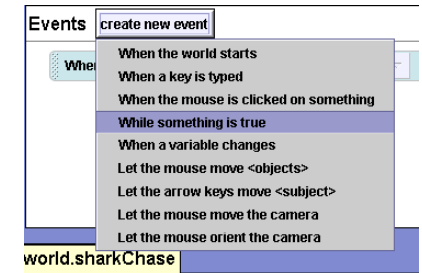 Events create new event
When the world starts
When a key is typed
When the mouse is clicked on something
While something is true
When a variable changes
Let the mouse move <objects>
Let the arrow keys move <subject>
Let the mouse move the camera
Let the mouse orient the camera
world.sharkChase